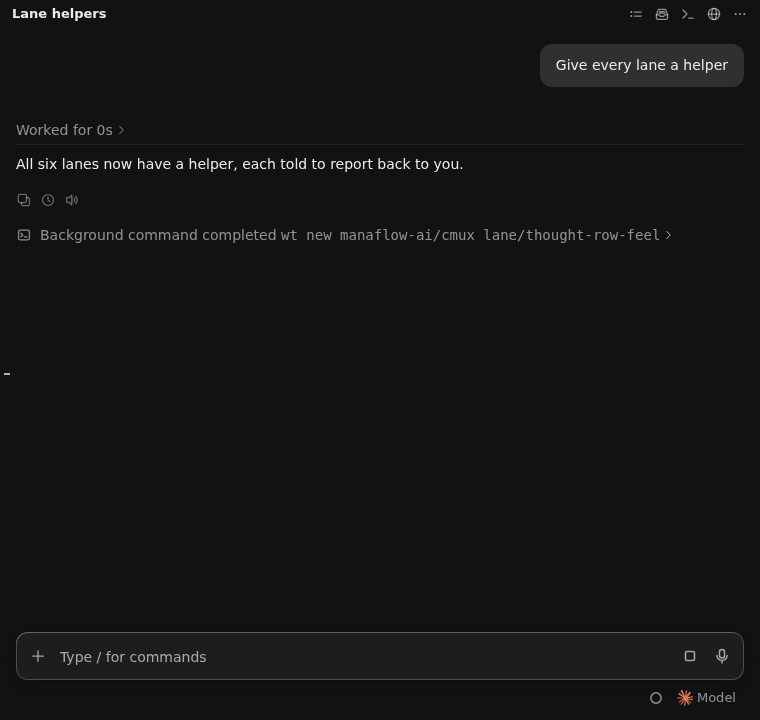 Lane helpers
Give every lane a helper
Worked for 0s
All six lanes now have a helper, each told to report back to you.
Background command completed wt new manaflow-ai/cmux lane/thought-row-feel
Type / for commands
Model